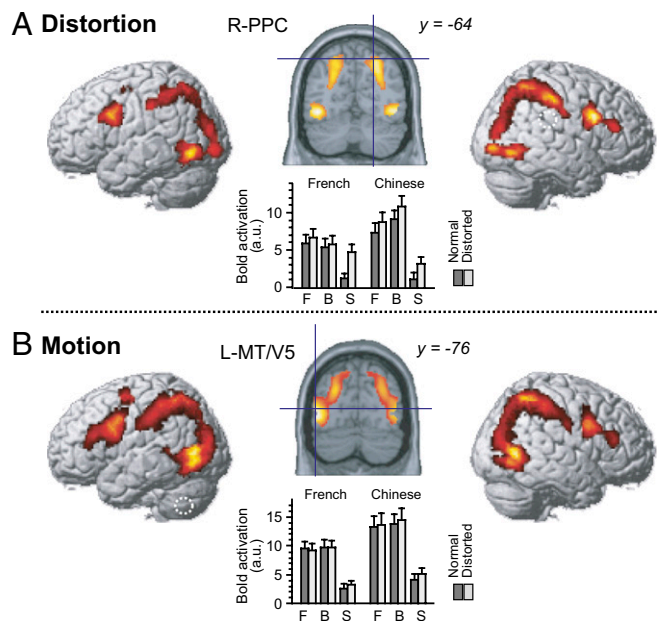 A Distortion
R-PPC
y = -64
French Chinese
Bold activation
(a.u.)
10
5
0
F B S F B S
Normal
Distorted
B Motion
L-MT/V5
y = -76
French Chinese
Bold activation
(a.u.)
15
10
5
0
F B S F B S
Normal
Distorted